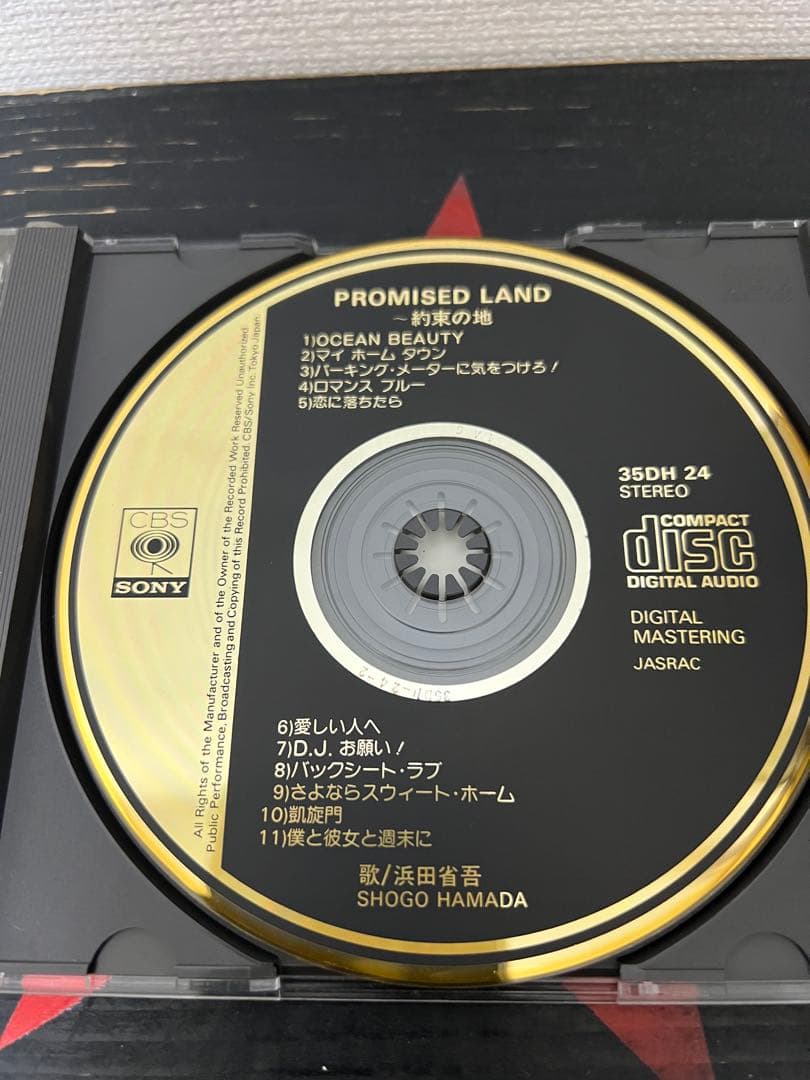 PROMISED LAND
～約束の地
1)OCEAN BEAUTY
2)マイ ホーム タウン
3)パーキング・メーターに気をつけろ！
4)ロマンス ブルー
5)恋に落ちたら
35DH 24
STEREO
COMPACT
disc
DIGITAL AUDIO
DIGITAL
MASTERING
JASRAC
CBS
SONY
All Rights of the Manufacturer and of the Owner of the Recorded Work Reserved Unauthorized
Public Performance, Broadcasting and Copying of this Record Prohibited. CBS/Sony Inc. Tokyo Japan.
35DH-24-2
6)愛しい人へ
7)D.J. お願い！
8)バックシート・ラブ
9)さよならスウィート・ホーム
10)凱旋門
11)僕と彼女と週末に
歌/浜田省吾
SHOGO HAMADA